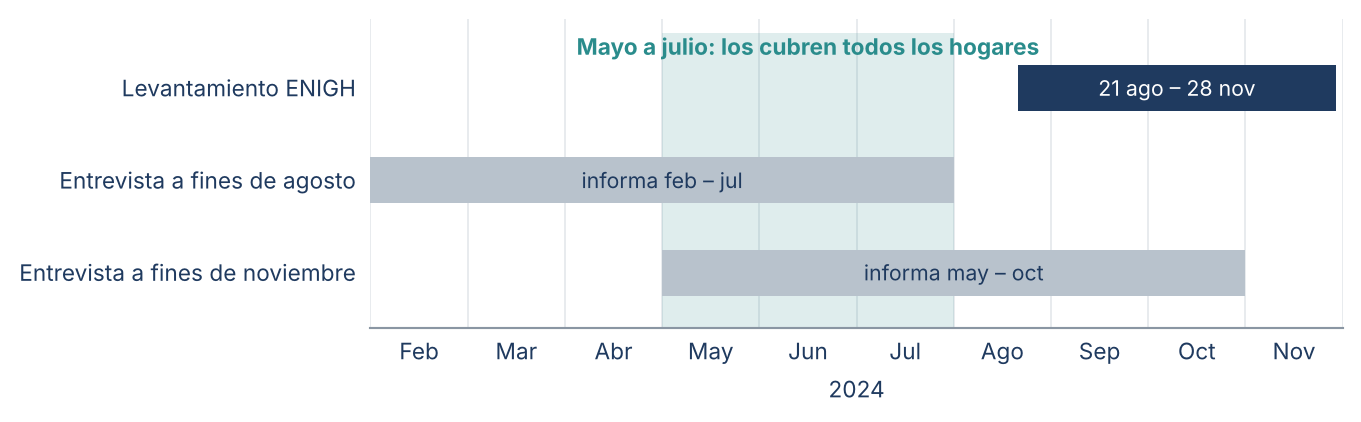 Mayo a julio: los cubren todos los hogares
Levantamiento ENIGH
21 ago – 28 nov
Entrevista a fines de agosto
informa feb – jul
Entrevista a fines de noviembre
informa may – oct
Feb Mar Abr May Jun Jul Ago Sep Oct Nov
2024